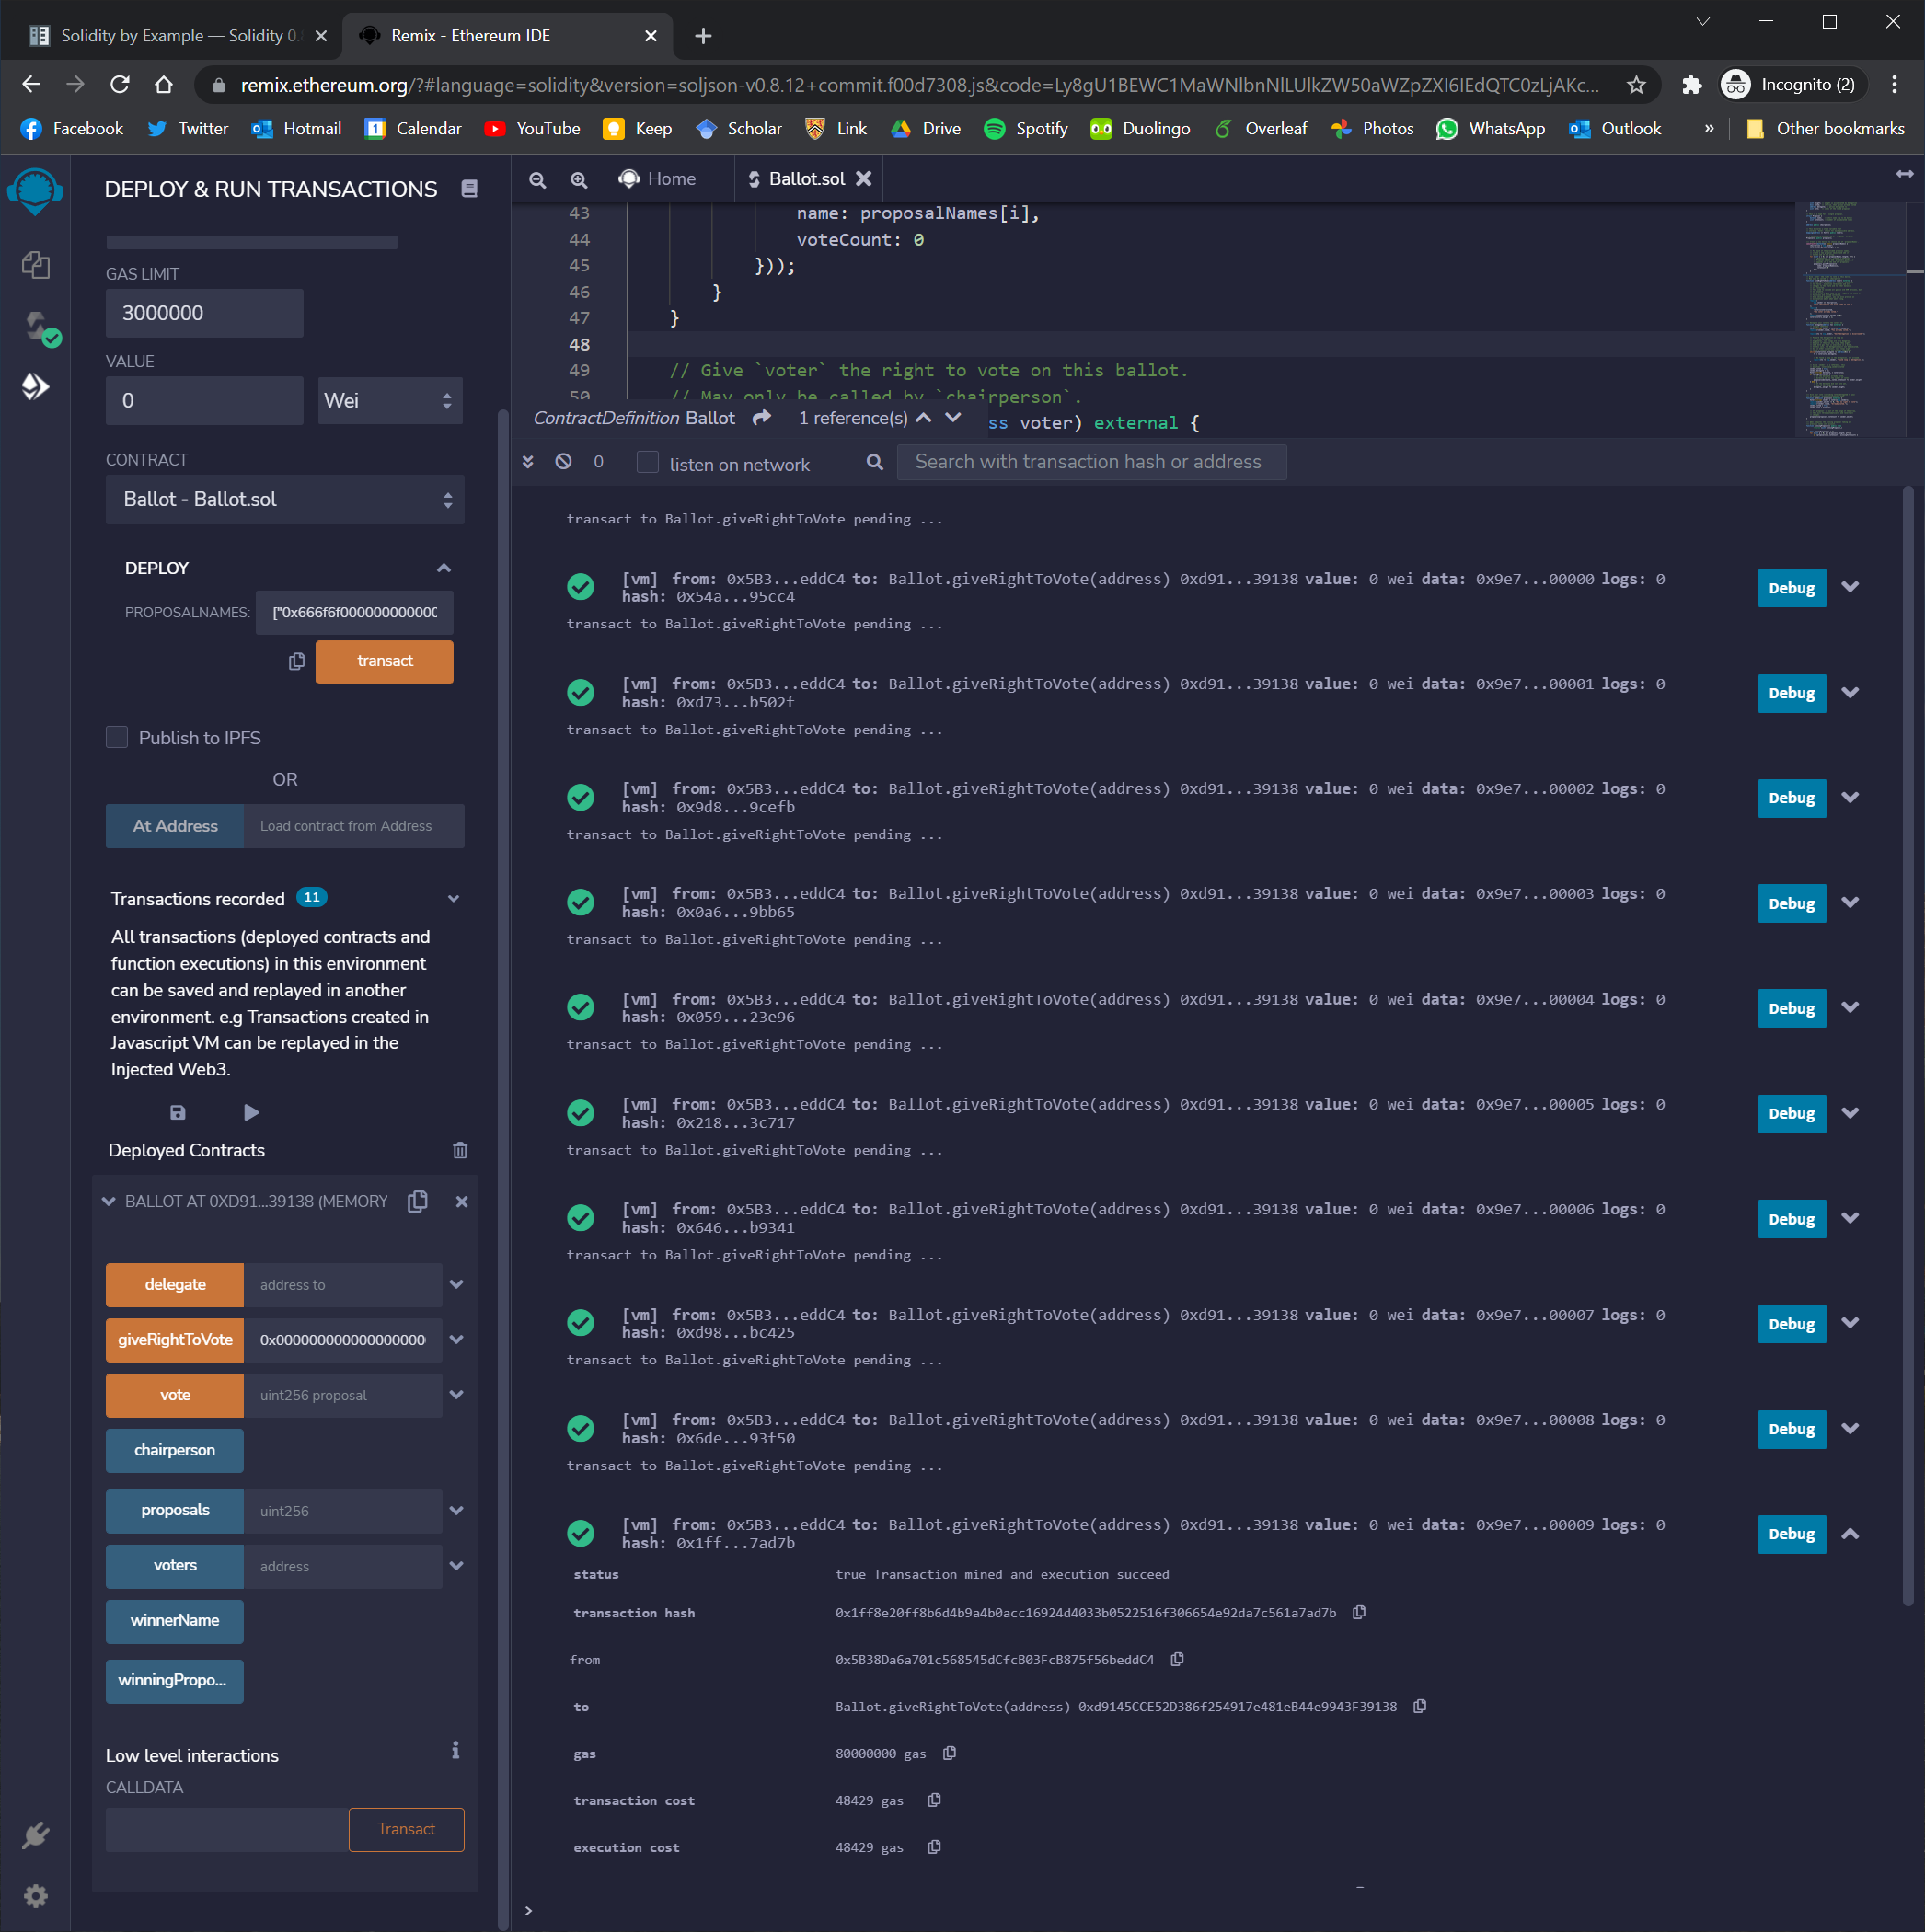 Solidity by Example — Solidity 0.
Remix - Ethereum IDE
remix.ethereum.org/?#language=solidity&version=soljson-v0.8.12+commit.f00d7308.js&code=Ly8gU1BEWC1MaWNlbnNlLUlkZW50aWZpZXI6IEdQTC0zLjAKc...
Incognito (2)
Facebook Twitter Hotmail Calendar YouTube Keep Scholar Link Drive Spotify Duolingo Overleaf Photos WhatsApp Outlook » Other bookmarks
DEPLOY & RUN TRANSACTIONS
GAS LIMIT
3000000
VALUE
0 Wei
CONTRACT
Ballot - Ballot.sol
DEPLOY
PROPOSALNAMES: ["0x666f6f0000000000000
transact
Publish to IPFS
OR
At Address Load contract from Address
Transactions recorded 11
All transactions (deployed contracts and
function executions) in this environment
can be saved and replayed in another
environment. e.g Transactions created in
Javascript VM can be replayed in the
Injected Web3.
Deployed Contracts
BALLOT AT 0XD91...39138 (MEMORY
delegate address to
giveRightToVote 0x0000000000000000000
vote uint256 proposal
chairperson
proposals uint256
voters address
winnerName
winningPropo...
Low level interactions
CALLDATA
Transact
Home Ballot.sol
43 name: proposalNames[i],
44 voteCount: 0
45 }));
46 }
47 }
48
49 // Give `voter` the right to vote on this ballot.
50 // May only be called by `chairperson`.
ContractDefinition Ballot 1 reference(s) ss voter) external {
0 listen on network Search with transaction hash or address
transact to Ballot.giveRightToVote pending ...
[vm] from: 0x5B3...eddC4 to: Ballot.giveRightToVote(address) 0xd91...39138 value: 0 wei data: 0x9e7...00000 logs: 0
hash: 0x54a...95cc4
Debug
transact to Ballot.giveRightToVote pending ...
[vm] from: 0x5B3...eddC4 to: Ballot.giveRightToVote(address) 0xd91...39138 value: 0 wei data: 0x9e7...00001 logs: 0
hash: 0xd73...b502f
Debug
transact to Ballot.giveRightToVote pending ...
[vm] from: 0x5B3...eddC4 to: Ballot.giveRightToVote(address) 0xd91...39138 value: 0 wei data: 0x9e7...00002 logs: 0
hash: 0x9d8...9cefb
Debug
transact to Ballot.giveRightToVote pending ...
[vm] from: 0x5B3...eddC4 to: Ballot.giveRightToVote(address) 0xd91...39138 value: 0 wei data: 0x9e7...00003 logs: 0
hash: 0x0a6...9bb65
Debug
transact to Ballot.giveRightToVote pending ...
[vm] from: 0x5B3...eddC4 to: Ballot.giveRightToVote(address) 0xd91...39138 value: 0 wei data: 0x9e7...00004 logs: 0
hash: 0x059...23e96
Debug
transact to Ballot.giveRightToVote pending ...
[vm] from: 0x5B3...eddC4 to: Ballot.giveRightToVote(address) 0xd91...39138 value: 0 wei data: 0x9e7...00005 logs: 0
hash: 0x218...3c717
Debug
transact to Ballot.giveRightToVote pending ...
[vm] from: 0x5B3...eddC4 to: Ballot.giveRightToVote(address) 0xd91...39138 value: 0 wei data: 0x9e7...00006 logs: 0
hash: 0x646...b9341
Debug
transact to Ballot.giveRightToVote pending ...
[vm] from: 0x5B3...eddC4 to: Ballot.giveRightToVote(address) 0xd91...39138 value: 0 wei data: 0x9e7...00007 logs: 0
hash: 0xd98...bc425
Debug
transact to Ballot.giveRightToVote pending ...
[vm] from: 0x5B3...eddC4 to: Ballot.giveRightToVote(address) 0xd91...39138 value: 0 wei data: 0x9e7...00008 logs: 0
hash: 0x6de...93f50
Debug
transact to Ballot.giveRightToVote pending ...
[vm] from: 0x5B3...eddC4 to: Ballot.giveRightToVote(address) 0xd91...39138 value: 0 wei data: 0x9e7...00009 logs: 0
hash: 0x1ff...7ad7b
Debug
status true Transaction mined and execution succeed
transaction hash 0x1ff8e20ff8b6d4b9a4b0acc16924d4033b0522516f306654e92da7c561a7ad7b
from 0x5B38Da6a701c568545dCfcB03FcB875f56beddC4
to Ballot.giveRightToVote(address) 0xd9145CCE52D386f254917e481eB44e9943F39138
gas 80000000 gas
transaction cost 48429 gas
execution cost 48429 gas
>